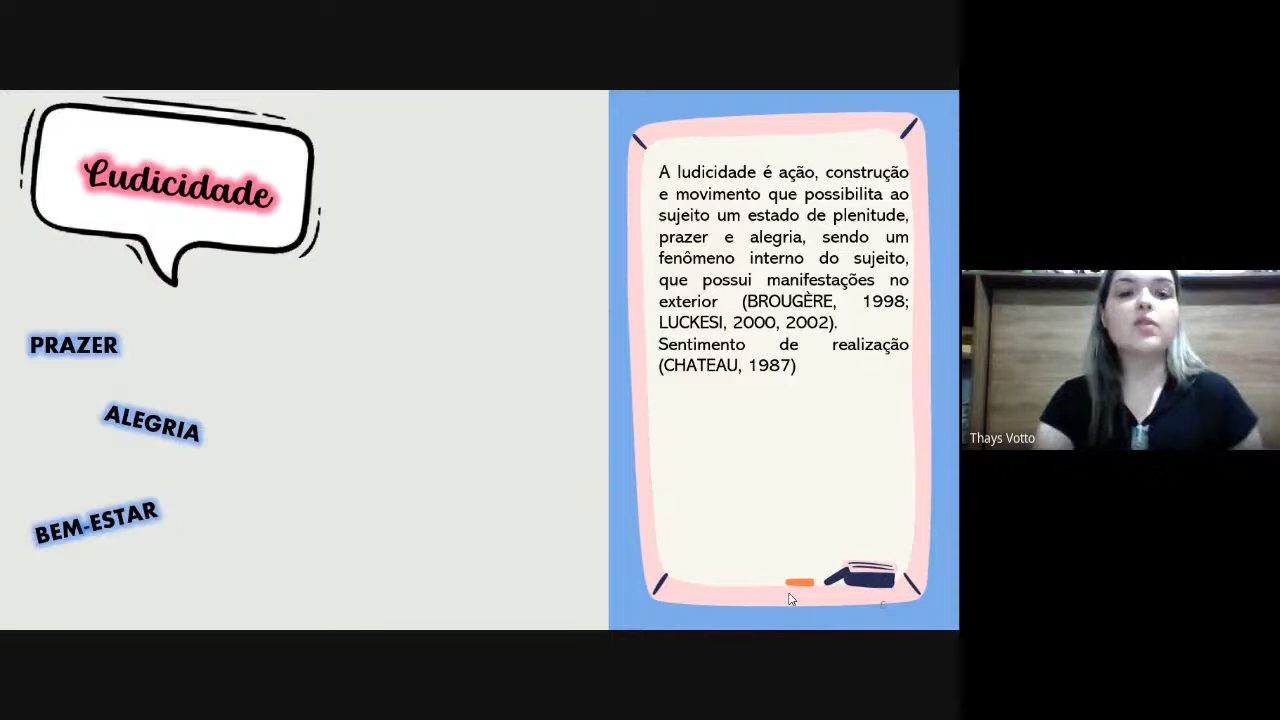 Ludicidade
PRAZER
ALEGRIA
BEM-ESTAR
A ludicidade é ação, construção
e movimento que possibilita ao
sujeito um estado de plenitude,
prazer e alegria, sendo um
fenômeno interno do sujeito,
que possui manifestações no
exterior (BROUGÈRE, 1998;
LUCKESI, 2000, 2002).
Sentimento de realização
(CHATEAU, 1987)
6
Thays Votto